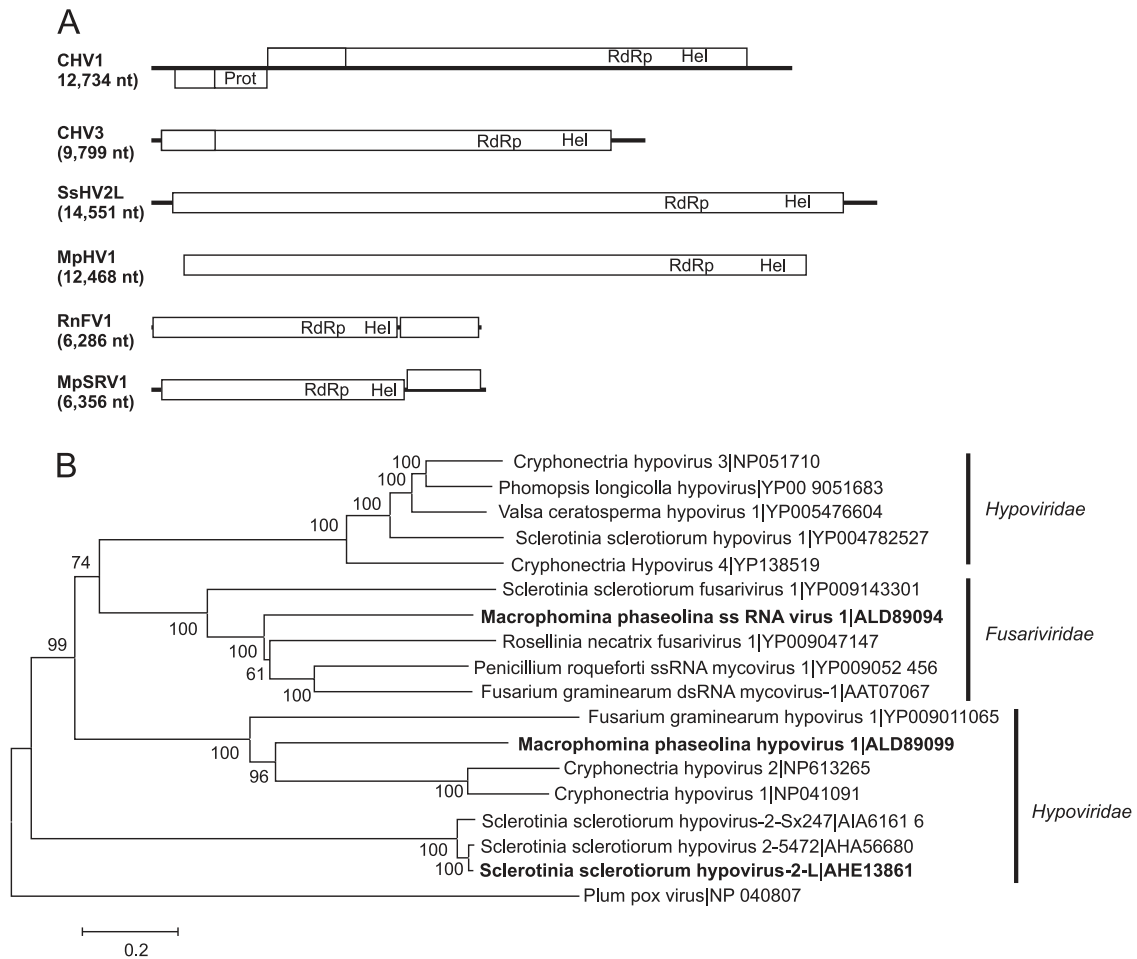 A
CHV1
12,734 nt)
RdRp Hel
Prot
CHV3
(9,799 nt)
RdRp Hel
SsHV2L
(14,551 nt)
RdRp Hel
MpHV1
(12,468 nt)
RdRp Hel
RnFV1
(6,286 nt)
RdRp Hel
MpSRV1
(6,356 nt)
RdRp Hel
B
100 Cryphonectria hypovirus 3|NP051710
100 Phomopsis longicolla hypovirus|YP00 9051683
100 Valsa ceratosperma hypovirus 1|YP005476604
100 Sclerotinia sclerotiorum hypovirus 1|YP004782527
Cryphonectria Hypovirus 4|YP138519
Hypoviridae
74
Sclerotinia sclerotiorum fusarivirus 1|YP009143301
100 Macrophomina phaseolina ss RNA virus 1|ALD89094
99
100 Rosellinia necatrix fusarivirus 1|YP009047147
61 Penicillium roqueforti ssRNA mycovirus 1|YP009052 456
100 Fusarium graminearum dsRNA mycovirus-1|AAT07067
Fusariviridae
Fusarium graminearum hypovirus 1|YP009011065
100 Macrophomina phaseolina hypovirus 1|ALD89099
96 Cryphonectria hypovirus 2|NP613265
100 Cryphonectria hypovirus 1|NP041091
Hypoviridae
Sclerotinia sclerotiorum hypovirus-2-Sx247|AIA6161 6
100 Sclerotinia sclerotiorum hypovirus 2-5472|AHA56680
100 Sclerotinia sclerotiorum hypovirus-2-L|AHE13861
Plum pox virus|NP 040807
0.2